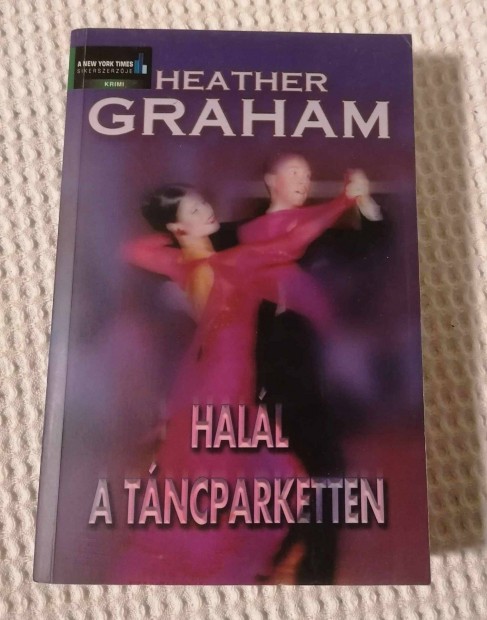 A NEW YORK TIMES
SIKERSZERZŐJE
KRIMI
HEATHER
GRAHAM
HALÁL
A TÁNCPARKETTEN